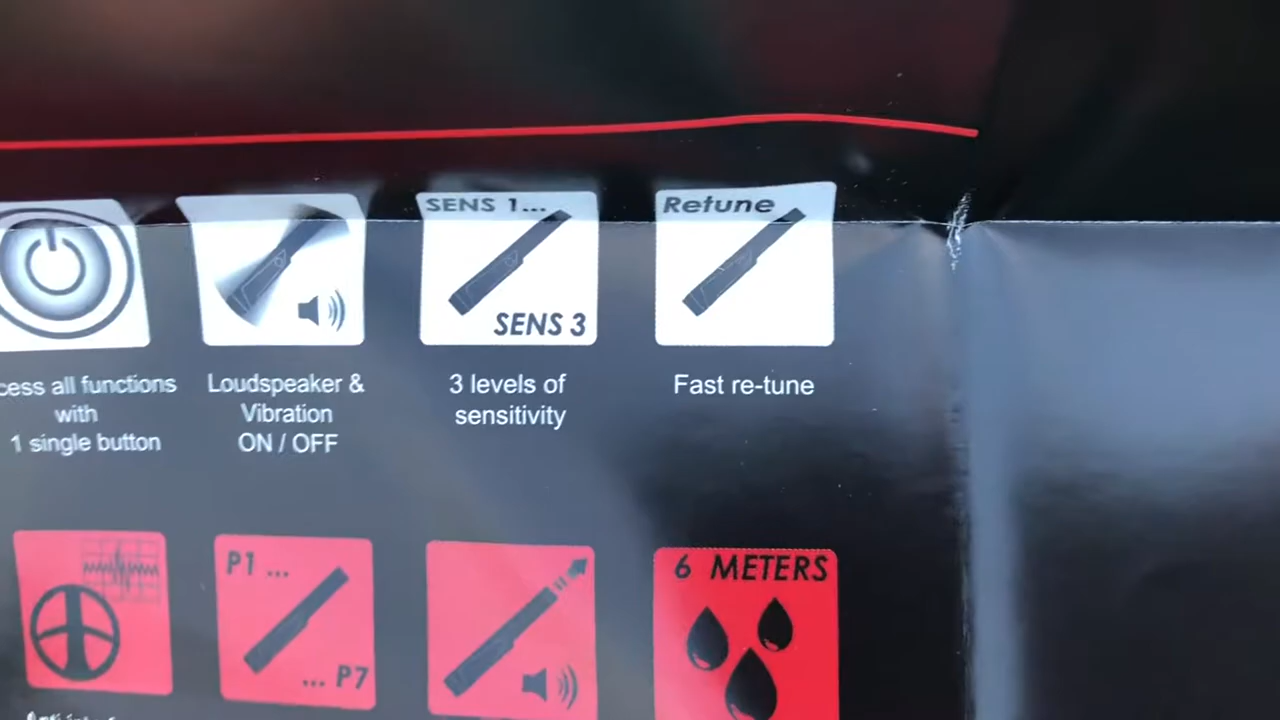 SENS 1...
SENS 3
Retune
cess all functions
with
1 single button
Loudspeaker &
Vibration
ON / OFF
3 levels of
sensitivity
Fast re-tune
P1 ...
... P7
6 METERS